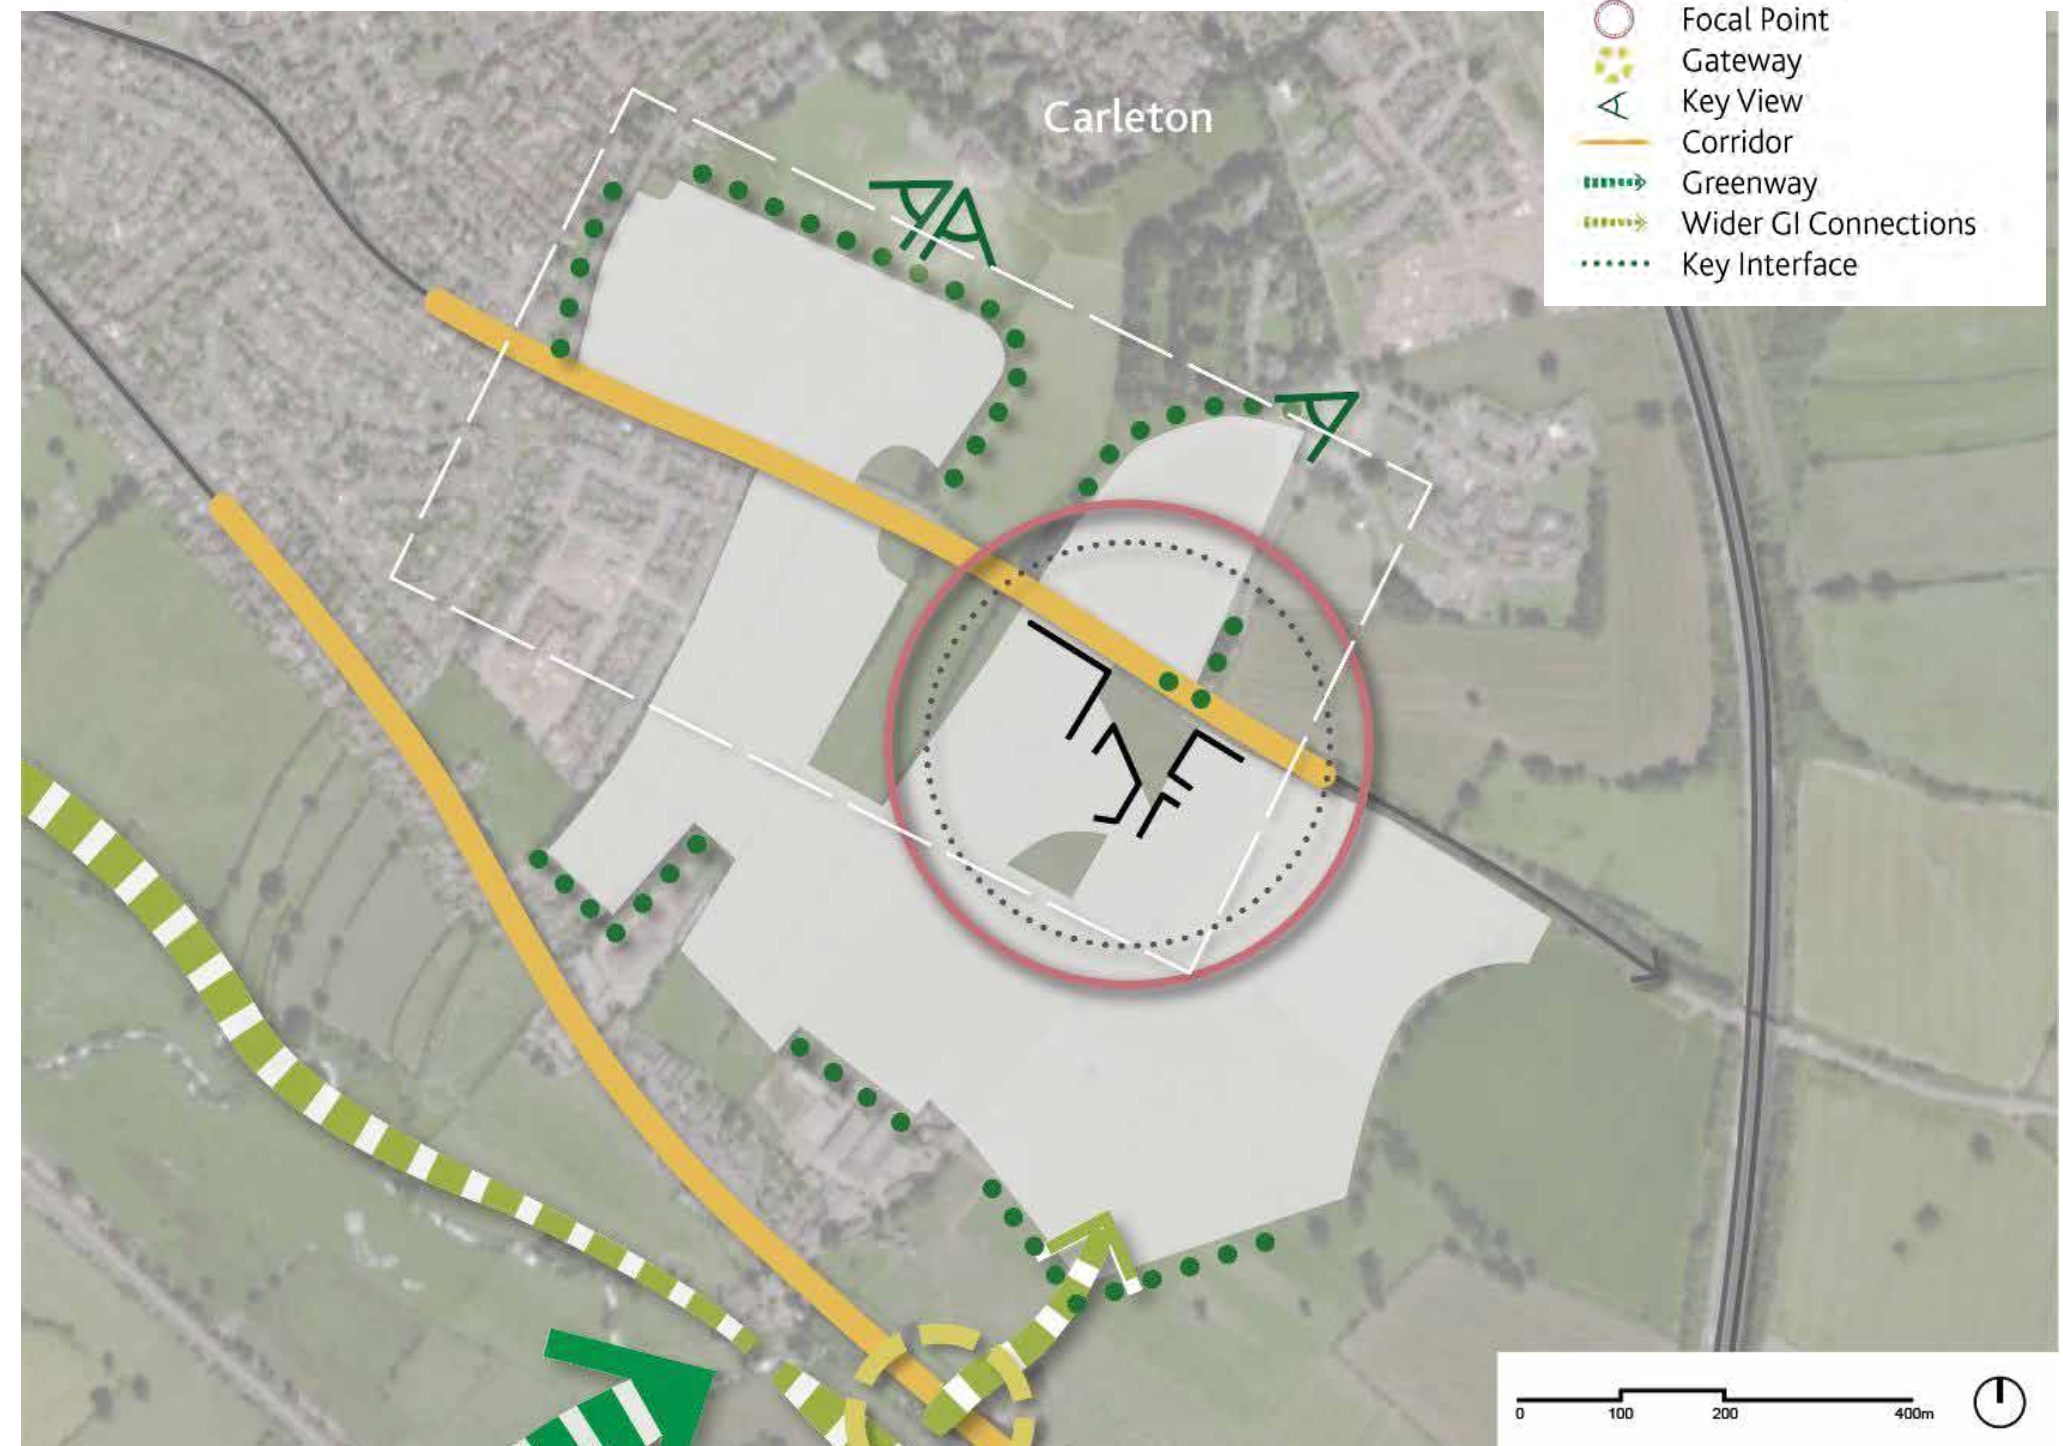 Focal Point
Gateway
Key View
Corridor
Greenway
Wider GI Connections
Key Interface
Carleton
0 100 200 400m